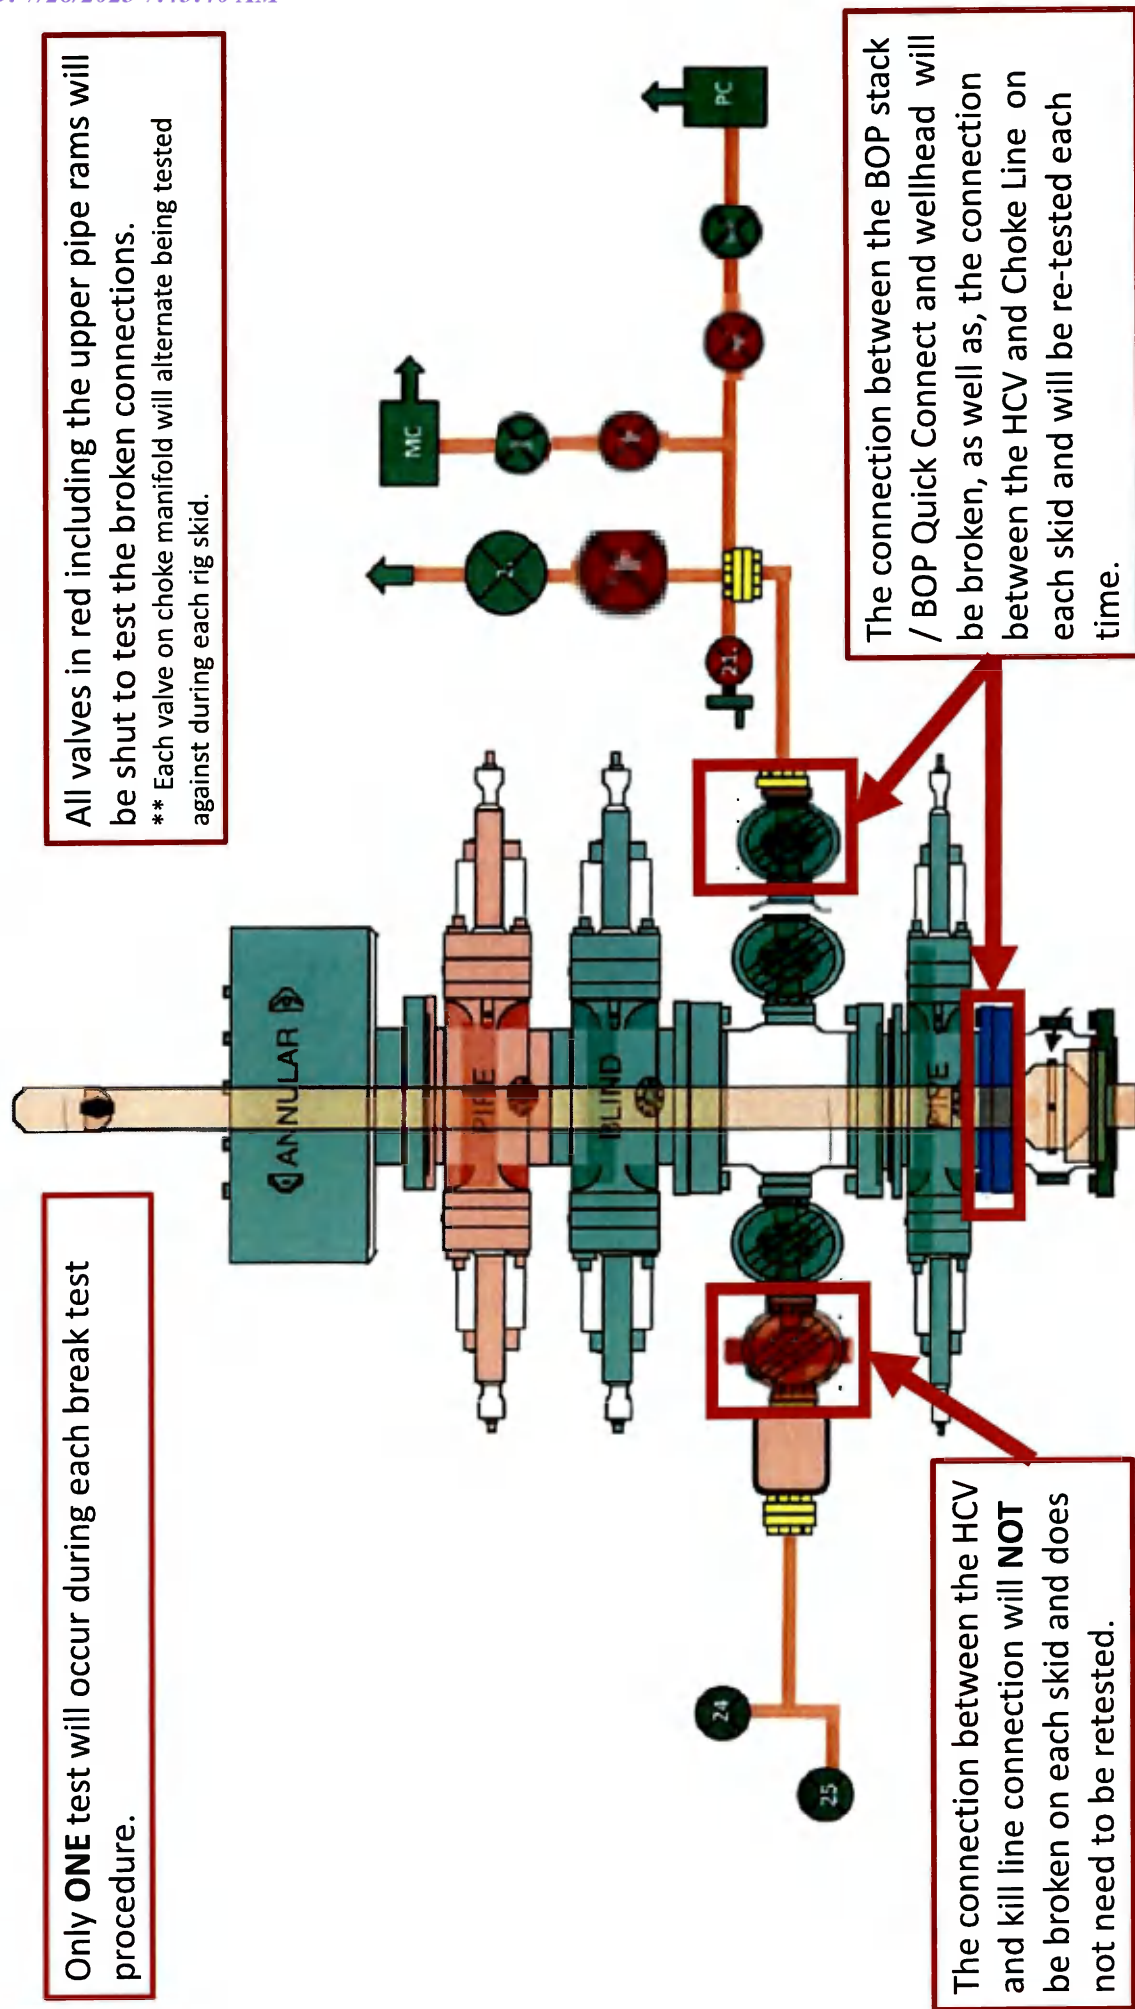 Only ONE test will occur during each break test
procedure.
All valves in red including the upper pipe rams will
be shut to test the broken connections.
** Each valve on choke manifold will alternate being tested
against during each rig skid.
ANNULAR
PIPE
BLIND
PIPE
MC
PC
21.
24
25
The connection between the HCV
and kill line connection will NOT
be broken on each skid and does
not need to be retested.
The connection between the BOP stack
/ BOP Quick Connect and wellhead will
be broken, as well as, the connection
between the HCV and Choke Line on
each skid and will be re-tested each
time.